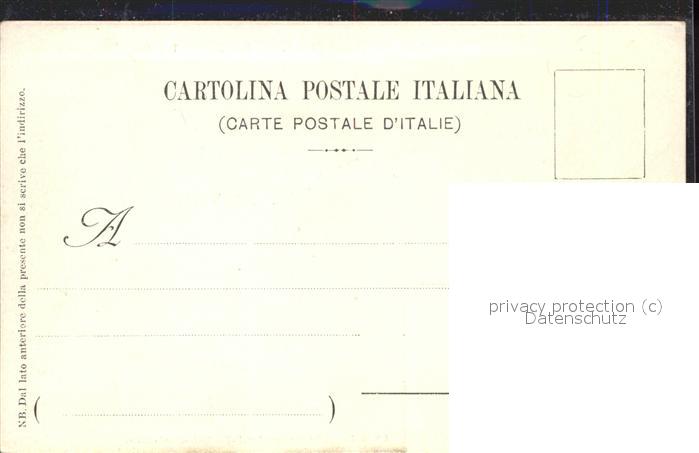 CARTOLINA POSTALE ITALIANA
(CARTE POSTALE D'ITALIE)
A
( )
NB. Dal lato anteriore della presente non si scrive che l'indirizzo.
privacy protection (c)
Datenschutz